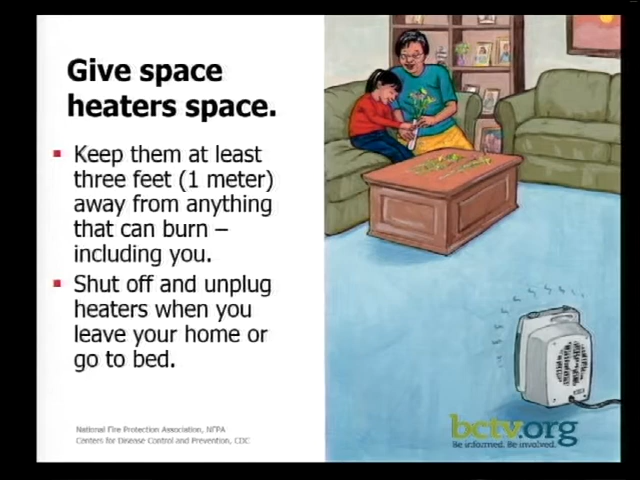 Give space
heaters space.
Keep them at least
three feet (1 meter)
away from anything
that can burn –
including you.
Shut off and unplug
heaters when you
leave your home or
go to bed.
National Fire Protection Association, NFPA
Centers for Disease Control and Prevention, CDC
bctv.org
Be informed. Be involved.